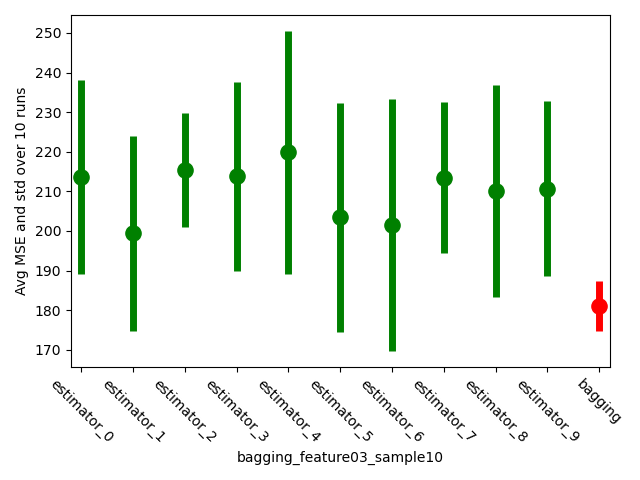 Avg MSE and std over 10 runs
250
240
230
220
210
200
190
180
170
estimator_0
estimator_1
estimator_2
estimator_3
estimator_4
estimator_5
estimator_6
estimator_7
estimator_8
estimator_9
bagging
bagging_feature03_sample10